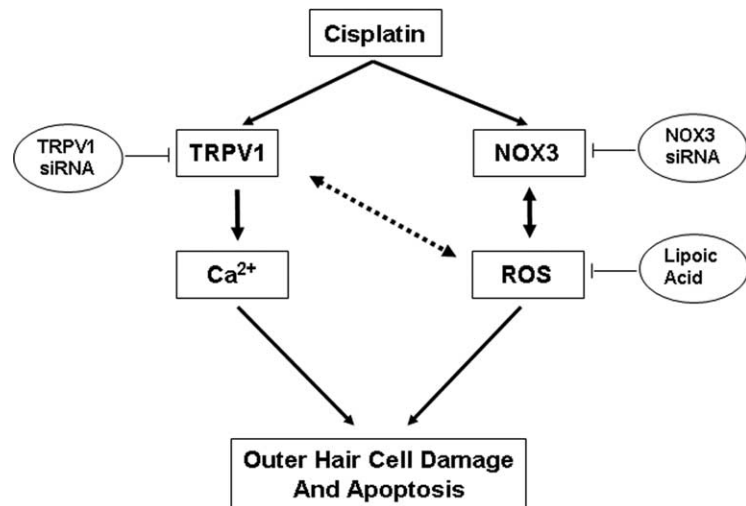 Cisplatin
TRPV1
siRNA
TRPV1
NOX3
NOX3
siRNA
Ca²⁺
ROS
Lipoic
Acid
Outer Hair Cell Damage
And Apoptosis